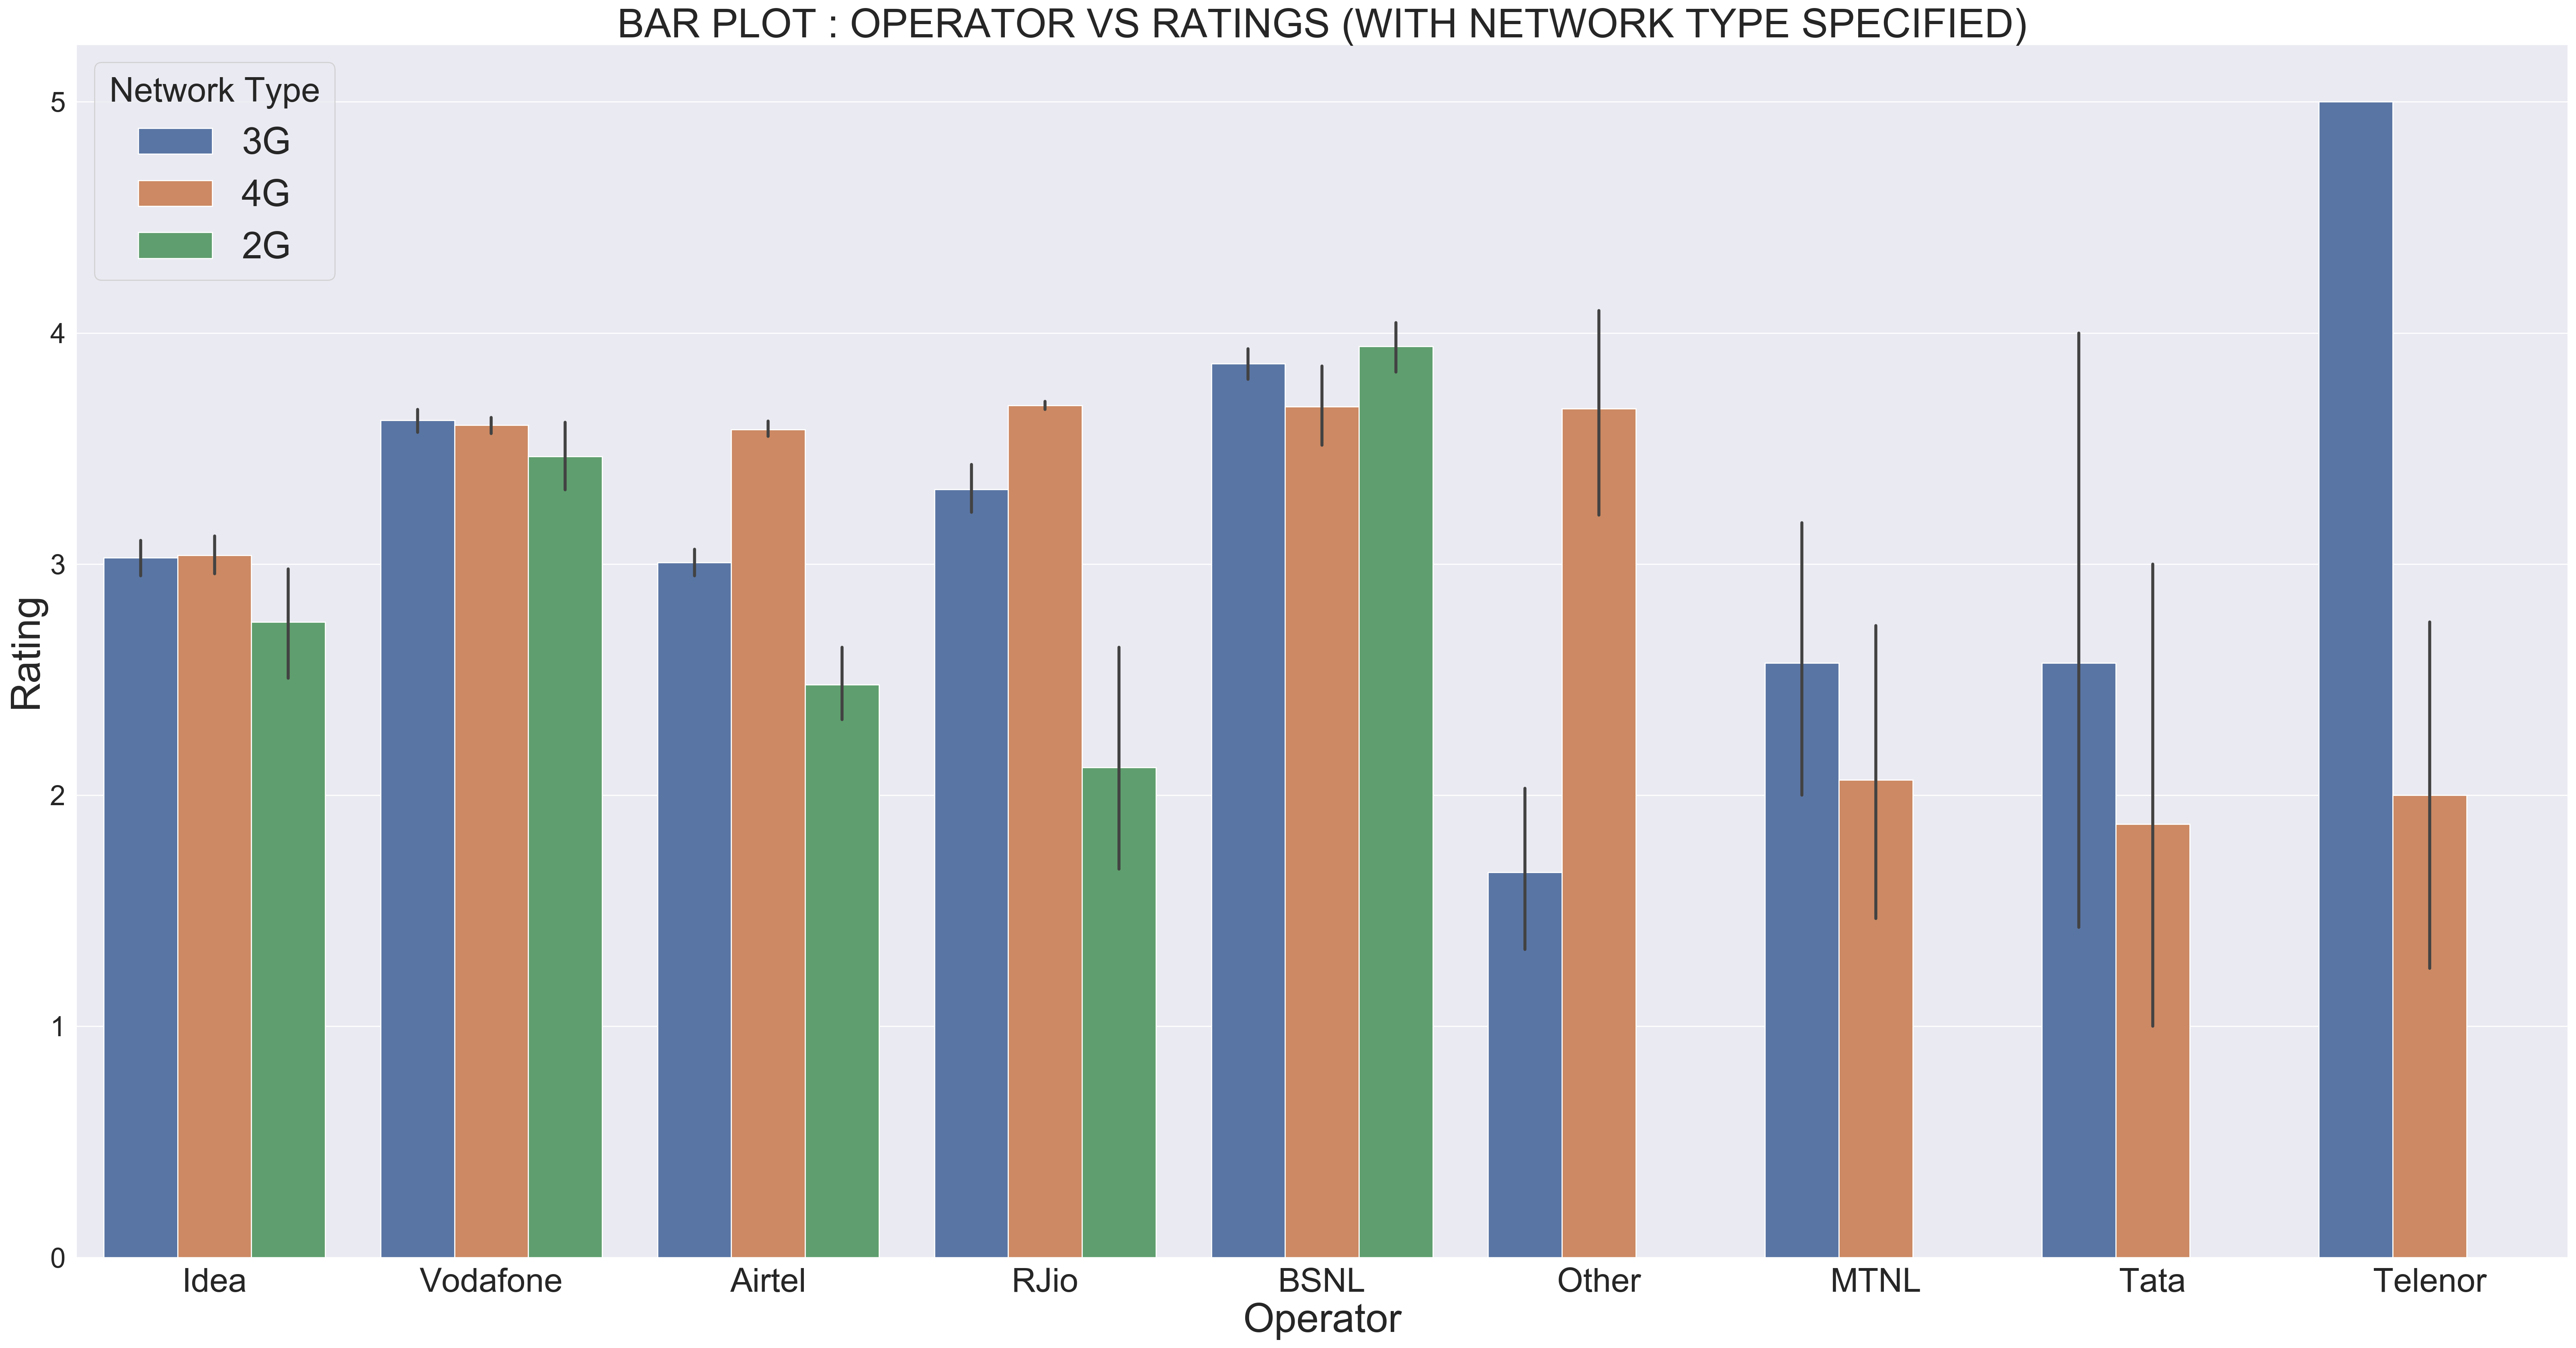 BAR PLOT : OPERATOR VS RATINGS (WITH NETWORK TYPE SPECIFIED)
Network Type
3G
4G
2G
5
4
3
2
1
0
Rating
Idea Vodafone Airtel RJio BSNL Other MTNL Tata Telenor
Operator